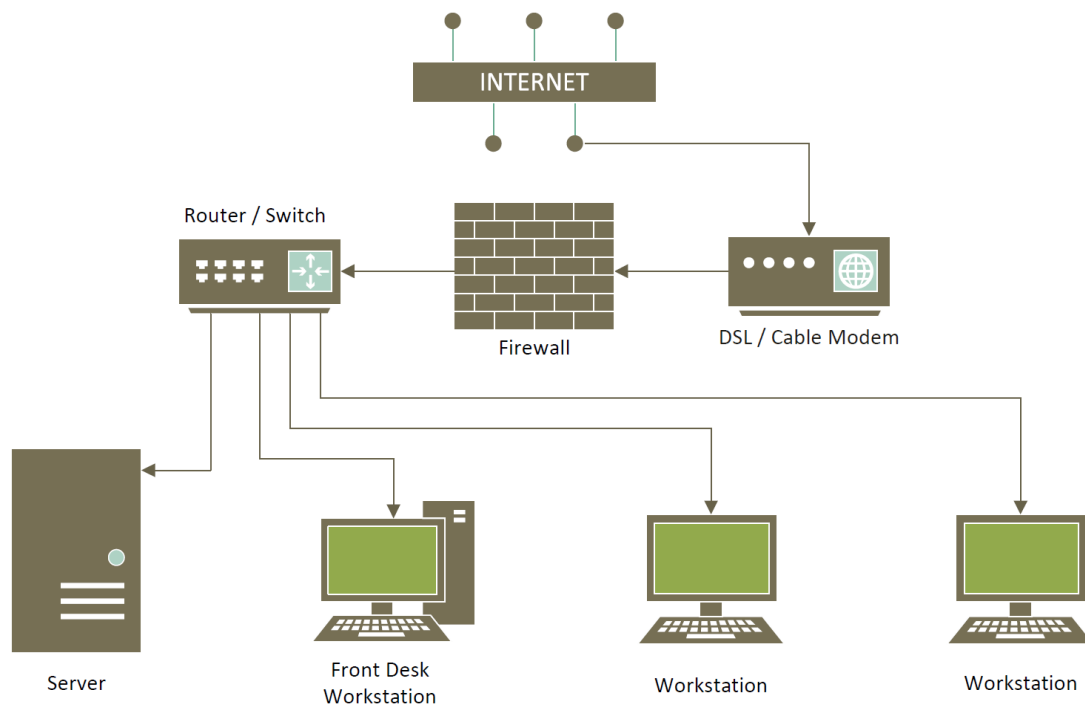 INTERNET
Router / Switch
Firewall
DSL / Cable Modem
Server
Front Desk
Workstation
Workstation
Workstation